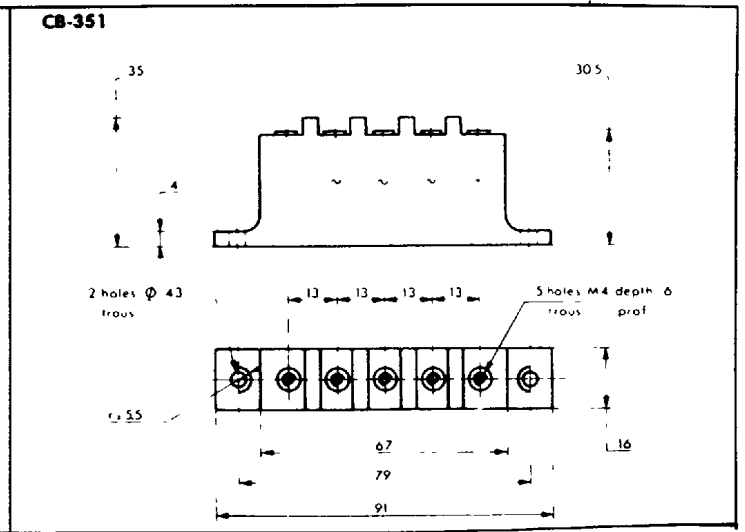 CB-351
35
30.5
4
~ ~ ~ -
2 holes Φ 4.3
trous
13 13 13 13
5 holes M4 depth 6
trous prof
r = 5.5
16
67
79
91